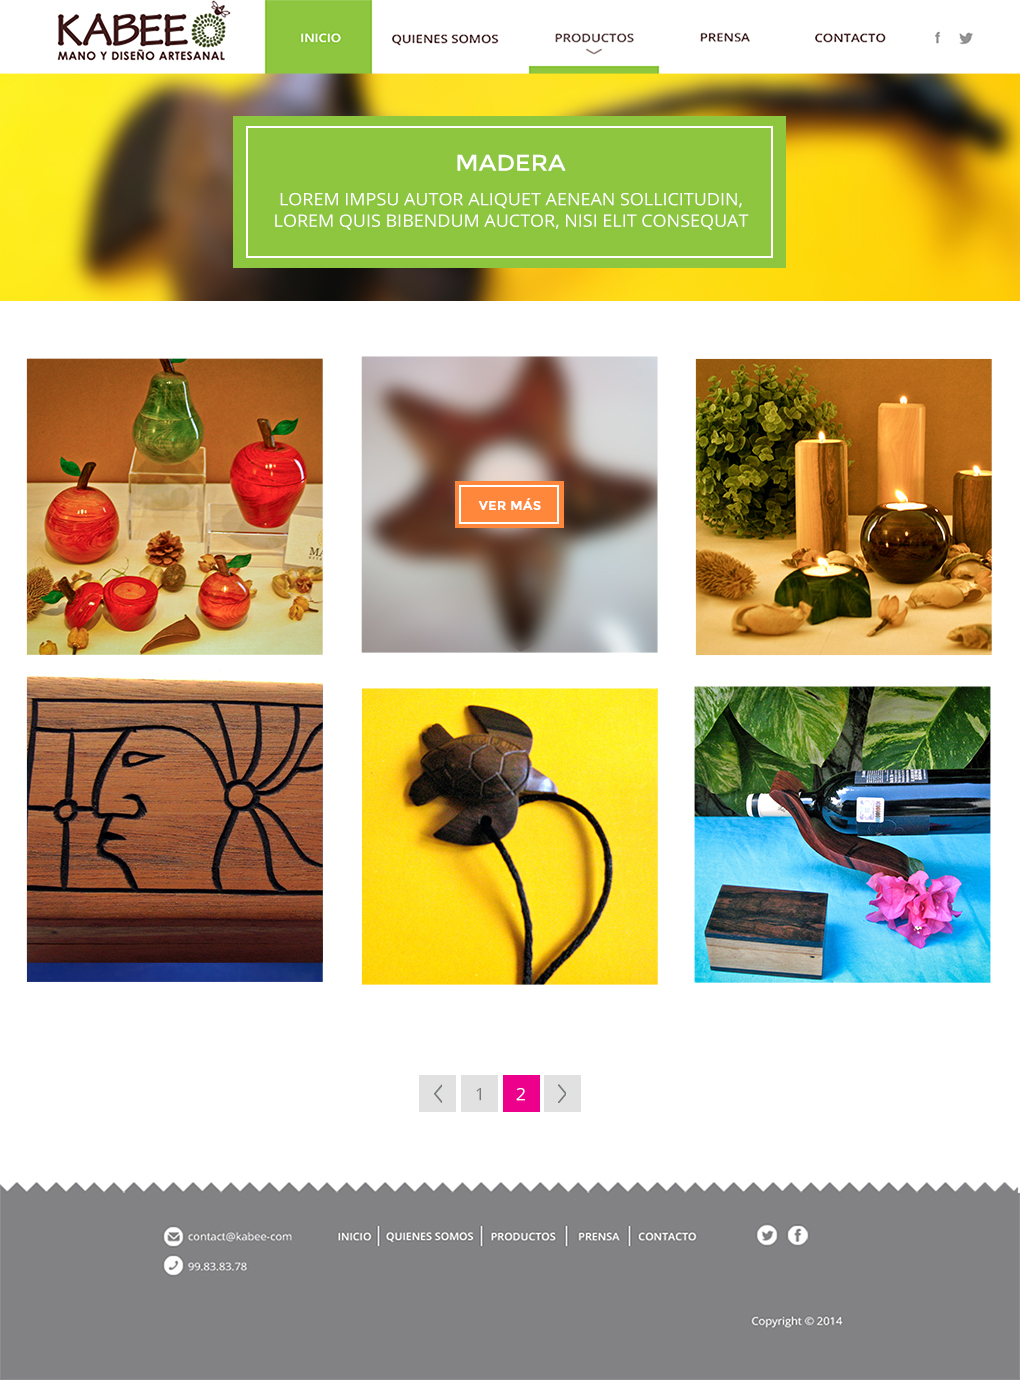 KABEE
MANO Y DISEÑO ARTESANAL
INICIO
QUIENES SOMOS
PRODUCTOS
PRENSA
CONTACTO
MADERA
LOREM IMPSU AUTOR ALIQUET AENEAN SOLLICITUDIN,
LOREM QUIS BIBENDUM AUCTOR, NISI ELIT CONSEQUAT
VER MÁS
1
2
contact@kabee-com
INICIO
QUIENES SOMOS
PRODUCTOS
PRENSA
CONTACTO
99.83.83.78
Copyright © 2014